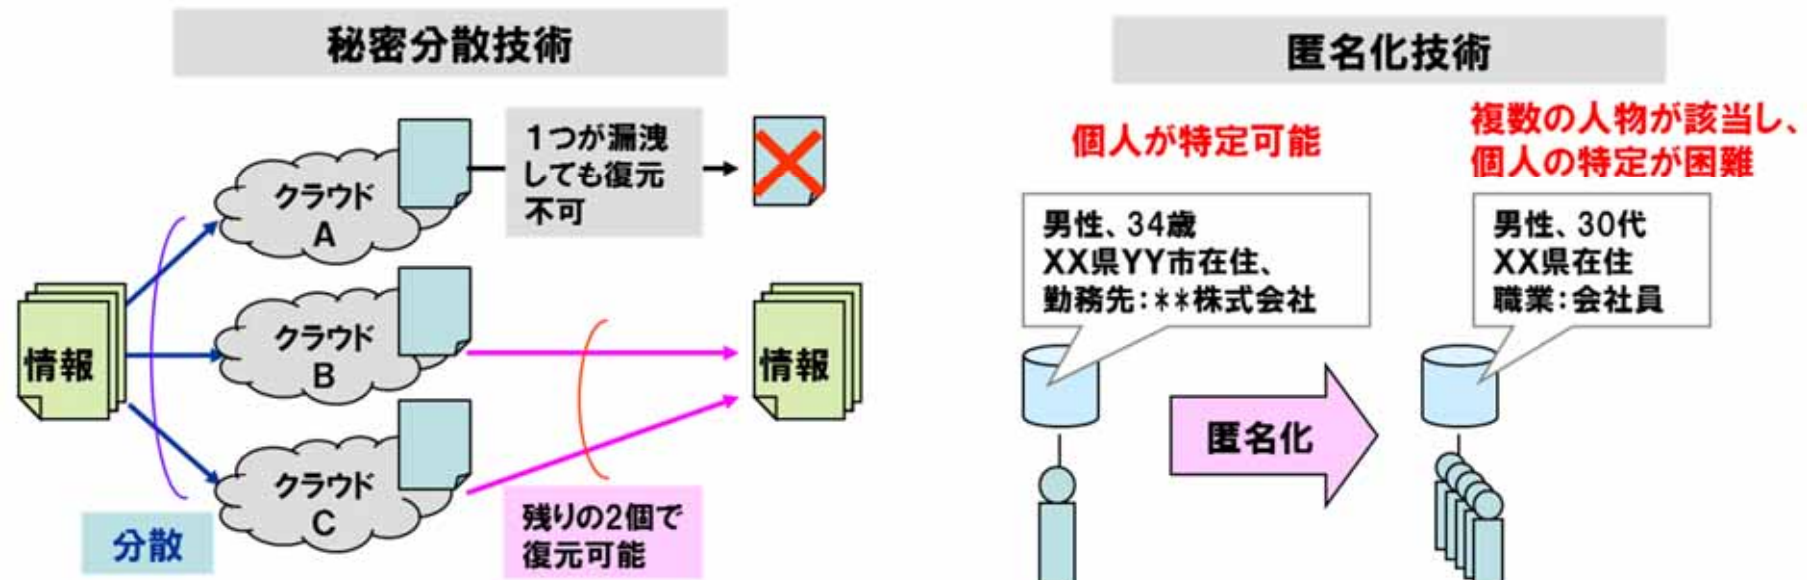 秘密分散技術
クラウド
A
1つが漏洩
しても復元
不可
情報
クラウド
B
情報
クラウド
C
分散
残りの2個で
復元可能
匿名化技術
個人が特定可能
複数の人物が該当し、
個人の特定が困難
男性、34歳
XX県YY市在住、
勤務先:**株式会社
男性、30代
XX県在住
職業:会社員
匿名化